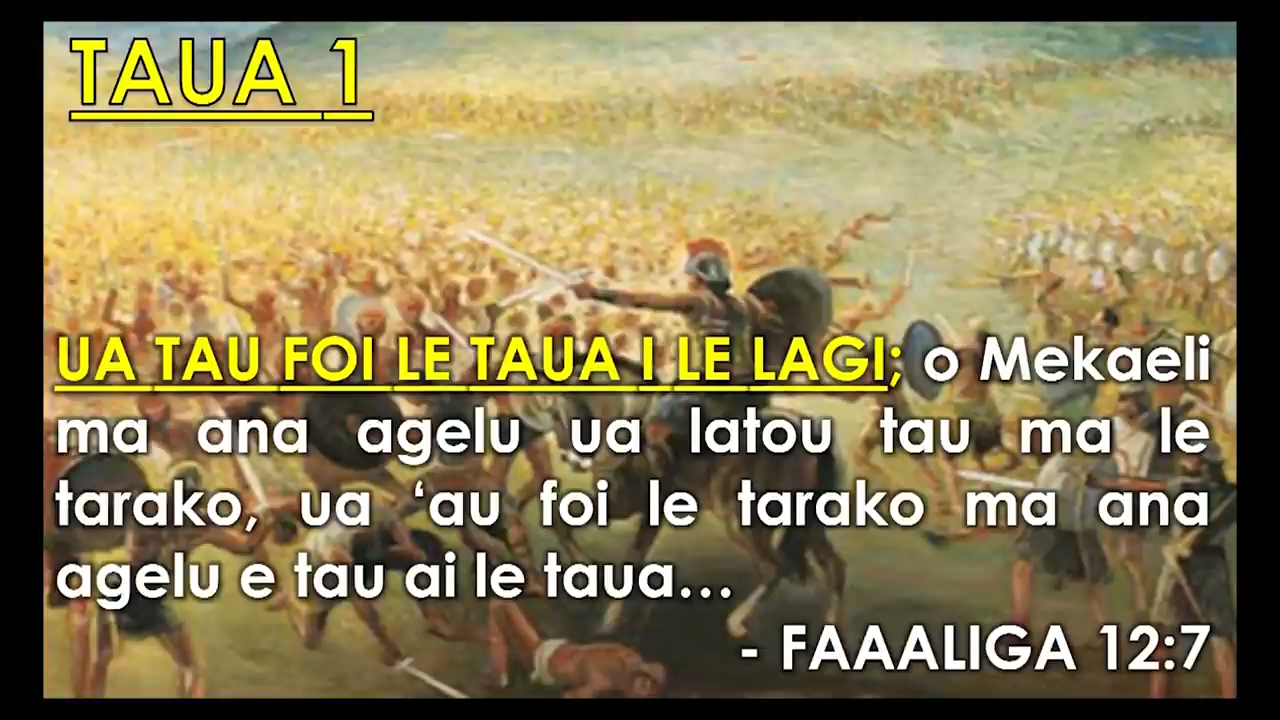 TAUA 1
UA TAU FOI LE TAUA I LE LAGI; o Mekaeli
ma ana agelu ua latou tau ma le
tarako, ua ‘au foi le tarako ma ana
agelu e tau ai le taua...
- FAAALIGA 12:7